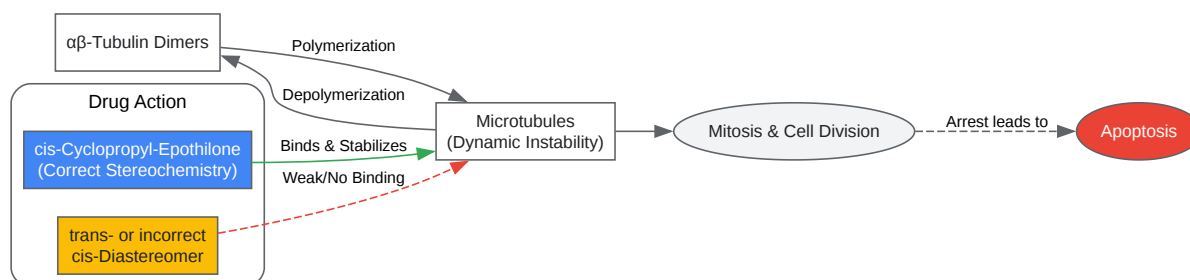 αβ-Tubulin Dimers
Polymerization
Depolymerization
Drug Action
cis-Cyclopropyl-Epothilone
(Correct Stereochemistry)
Binds & Stabilizes
Weak/No Binding
trans- or incorrect
cis-Diastereomer
Microtubules
(Dynamic Instability)
Mitosis & Cell Division
Arrest leads to
Apoptosis